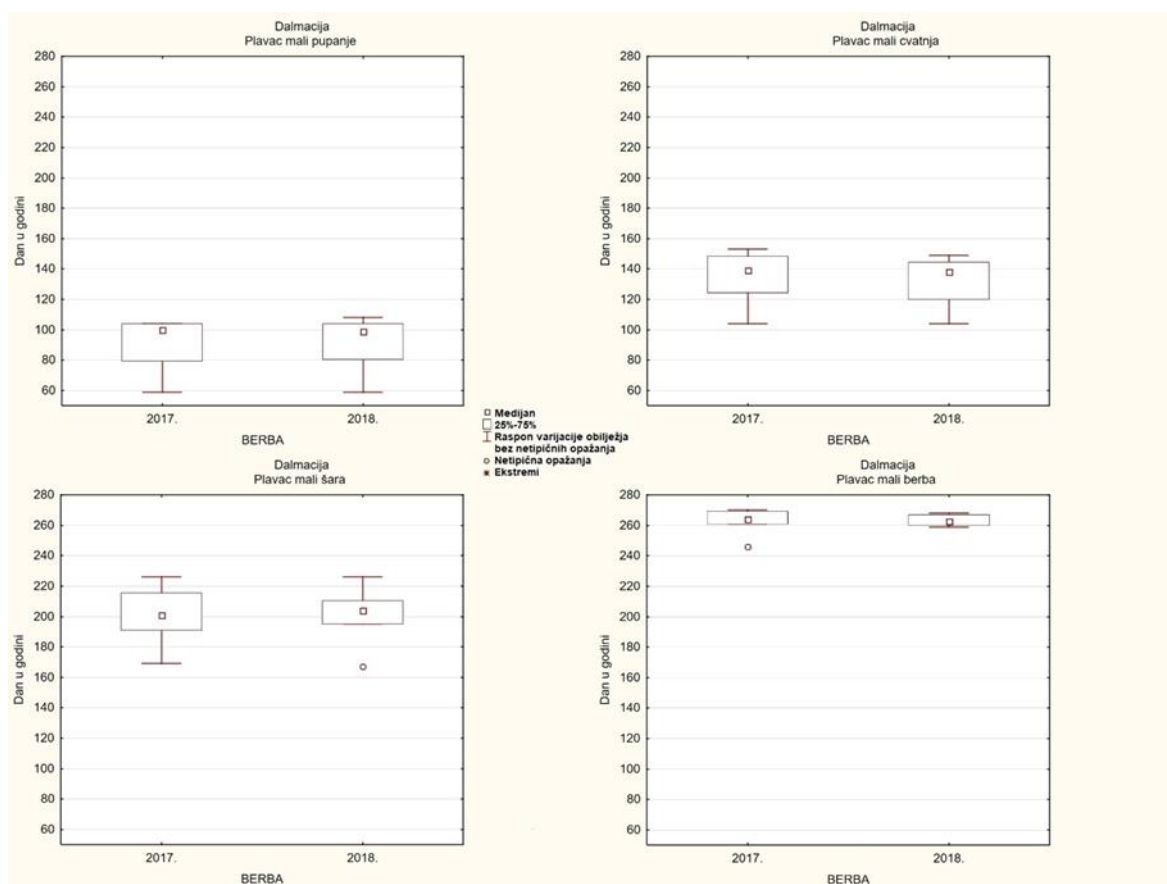 Dalmacija
Plavac mali pupanje
280
260
240
220
200
180
160
140
120
100
80
60
Dan u godini
2017.
2018.
BERBA
Dalmacija
Plavac mali cvatnja
280
260
240
220
200
180
160
140
120
100
80
60
Dan u godini
2017.
2018.
BERBA
Medijan
25%-75%
Raspon varijacije obilježja
bez netipičnih opažanja
Netipična opažanja
Ekstremi
Dalmacija
Plavac mali šara
280
260
240
220
200
180
160
140
120
100
80
60
Dan u godini
2017.
2018.
BERBA
Dalmacija
Plavac mali berba
280
260
240
220
200
180
160
140
120
100
80
60
Dan u godini
2017.
2018.
BERBA